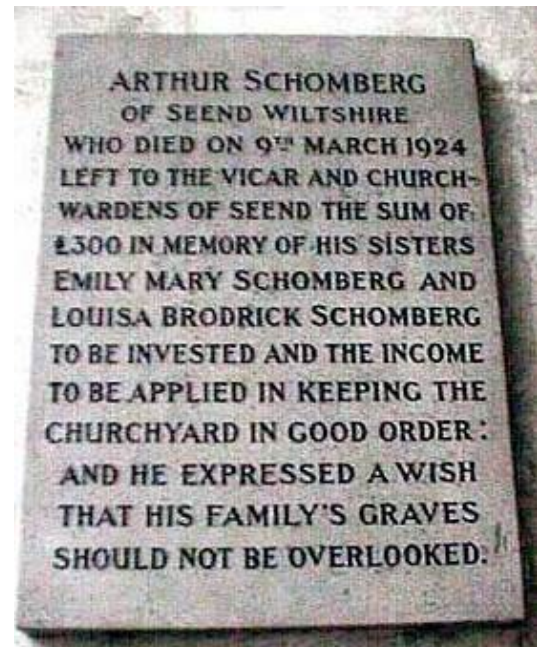 ARTHUR SCHOMBERG
OF SEEND WILTSHIRE
WHO DIED ON 9TH MARCH 1924
LEFT TO THE VICAR AND CHURCH-
WARDENS OF SEEND THE SUM OF
£300 IN MEMORY OF HIS SISTERS
EMILY MARY SCHOMBERG AND
LOUISA BRODRICK SCHOMBERG
TO BE INVESTED AND THE INCOME
TO BE APPLIED IN KEEPING THE
CHURCHYARD IN GOOD ORDER:
AND HE EXPRESSED A WISH
THAT HIS FAMILY'S GRAVES
SHOULD NOT BE OVERLOOKED.